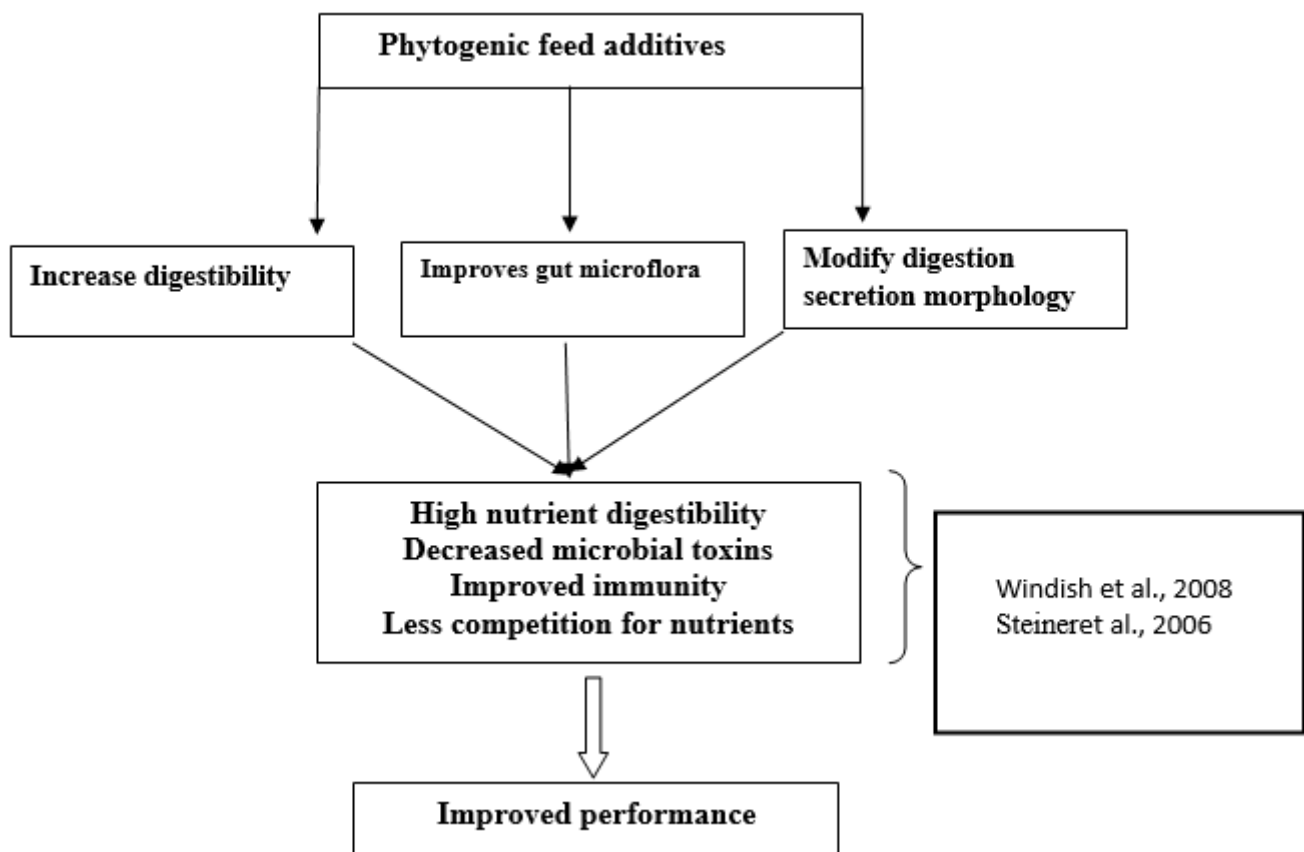 Phytogenic feed additives
Increase digestibility
Improves gut microflora
Modify digestion
secretion morphology
High nutrient digestibility
Decreased microbial toxins
Improved immunity
Less competition for nutrients
Windish et al., 2008
Steineret al., 2006
Improved performance